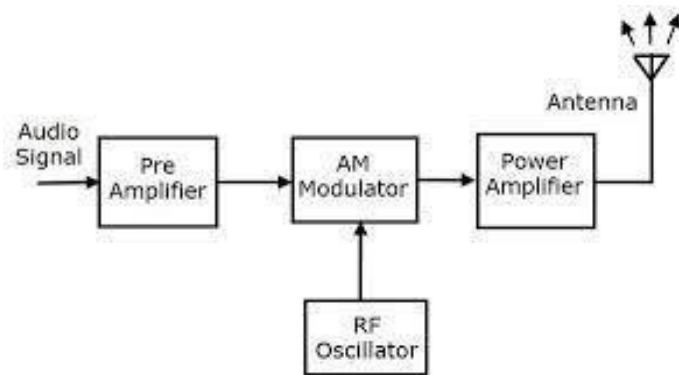 Audio
Signal
Pre
Amplifier
AM
Modulator
Power
Amplifier
Antenna
RF
Oscillator